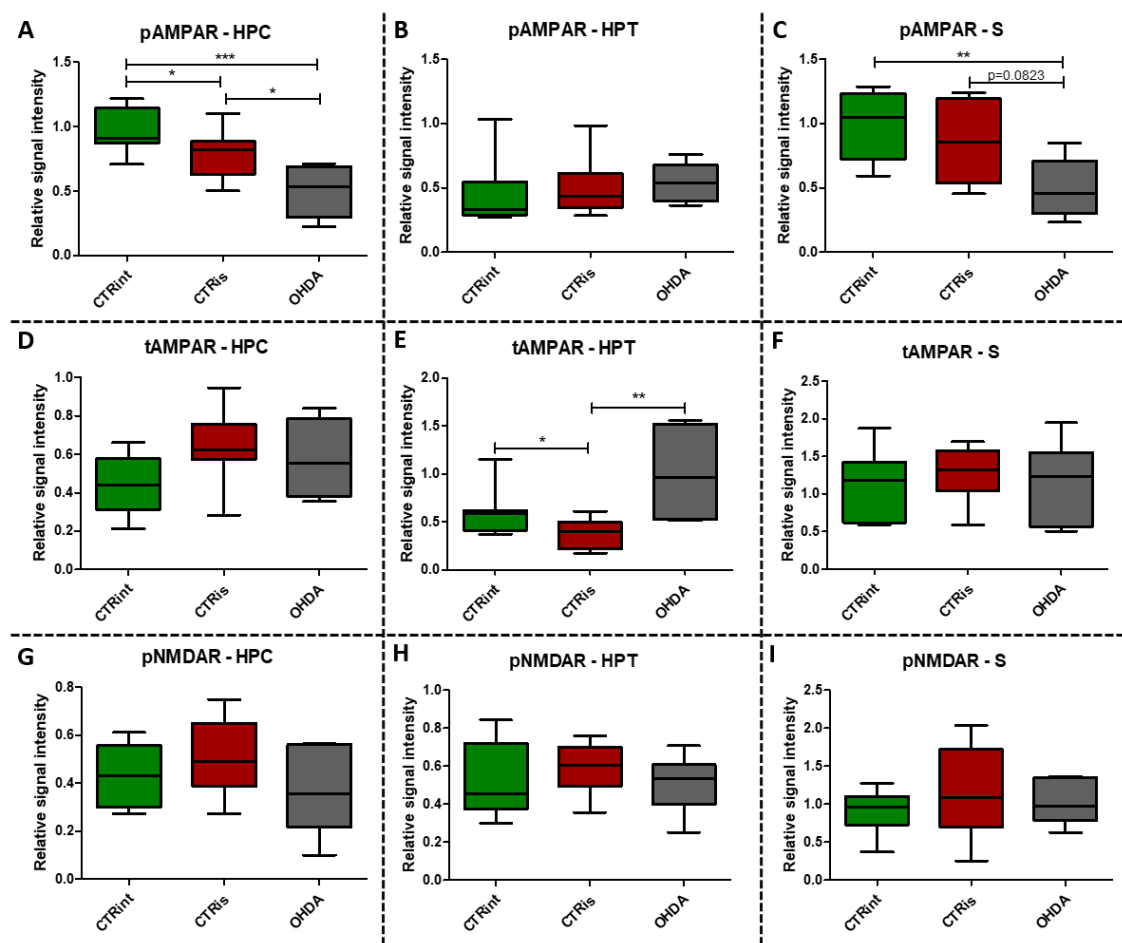 A
pAMPAR - HPC
Relative signal intensity
1.5
1.0
0.5
0.0
***
*
*
CTRint
CTRis
OHDA
B
pAMPAR - HPT
Relative signal intensity
1.5
1.0
0.5
0.0
CTRint
CTRis
OHDA
C
pAMPAR - S
Relative signal intensity
1.5
1.0
0.5
0.0
**
p=0.0823
CTRint
CTRis
OHDA
D
tAMPAR - HPC
Relative signal intensity
1.0
0.8
0.6
0.4
0.2
0.0
CTRint
CTRis
OHDA
E
tAMPAR - HPT
Relative signal intensity
2.0
1.5
1.0
0.5
0.0
**
*
CTRint
CTRis
OHDA
F
tAMPAR - S
Relative signal intensity
2.5
2.0
1.5
1.0
0.5
0.0
CTRint
CTRis
OHDA
G
pNMDAR - HPC
Relative signal intensity
0.8
0.6
0.4
0.2
0.0
CTRint
CTRis
OHDA
H
pNMDAR - HPT
Relative signal intensity
1.0
0.8
0.6
0.4
0.2
0.0
CTRint
CTRis
OHDA
I
pNMDAR - S
Relative signal intensity
2.5
2.0
1.5
1.0
0.5
0.0
CTRint
CTRis
OHDA